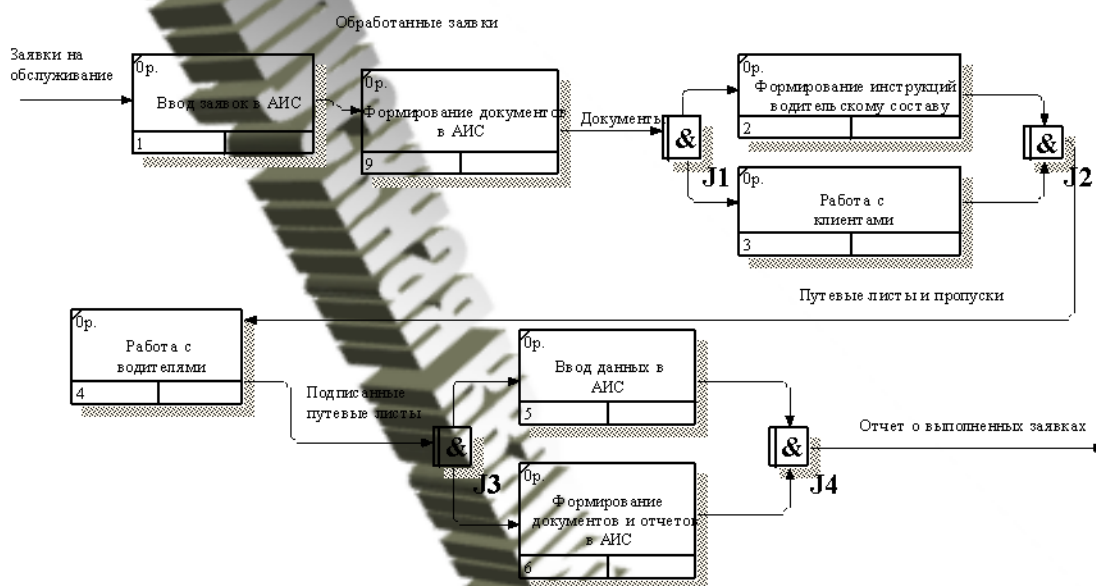 Обработанные заявки
Заявки на
обслуживание
0р.
Ввод заявок в АИС
1
0р.
Формирование документов
в АИС
9
Документы
&
J1
0р.
Формирование инструкций
водительскому составу
2
0р.
Работа с
клиентами
3
&
J2
Путевые листы и пропуски
0р.
Работа с
водителями
4
Подписанные
путевые листы
&
J3
0р.
Ввод данных в
АИС
5
0р.
Формирование
документов и отчетов
в АИС
6
&
J4
Отчет о выполненных заявках